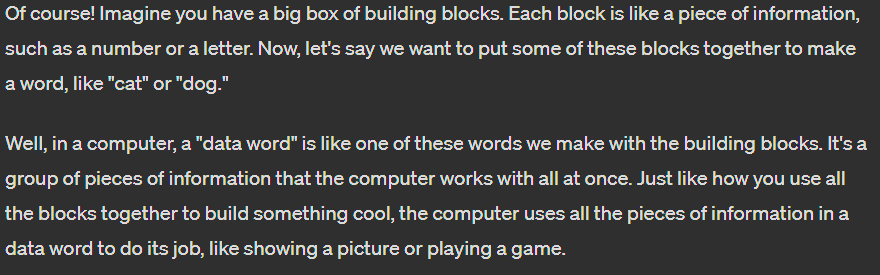 Of course! Imagine you have a big box of building blocks. Each block is like a piece of information,
such as a number or a letter. Now, let's say we want to put some of these blocks together to make
a word, like "cat" or "dog."
Well, in a computer, a "data word" is like one of these words we make with the building blocks. It's a
group of pieces of information that the computer works with all at once. Just like how you use all
the blocks together to build something cool, the computer uses all the pieces of information in a
data word to do its job, like showing a picture or playing a game.